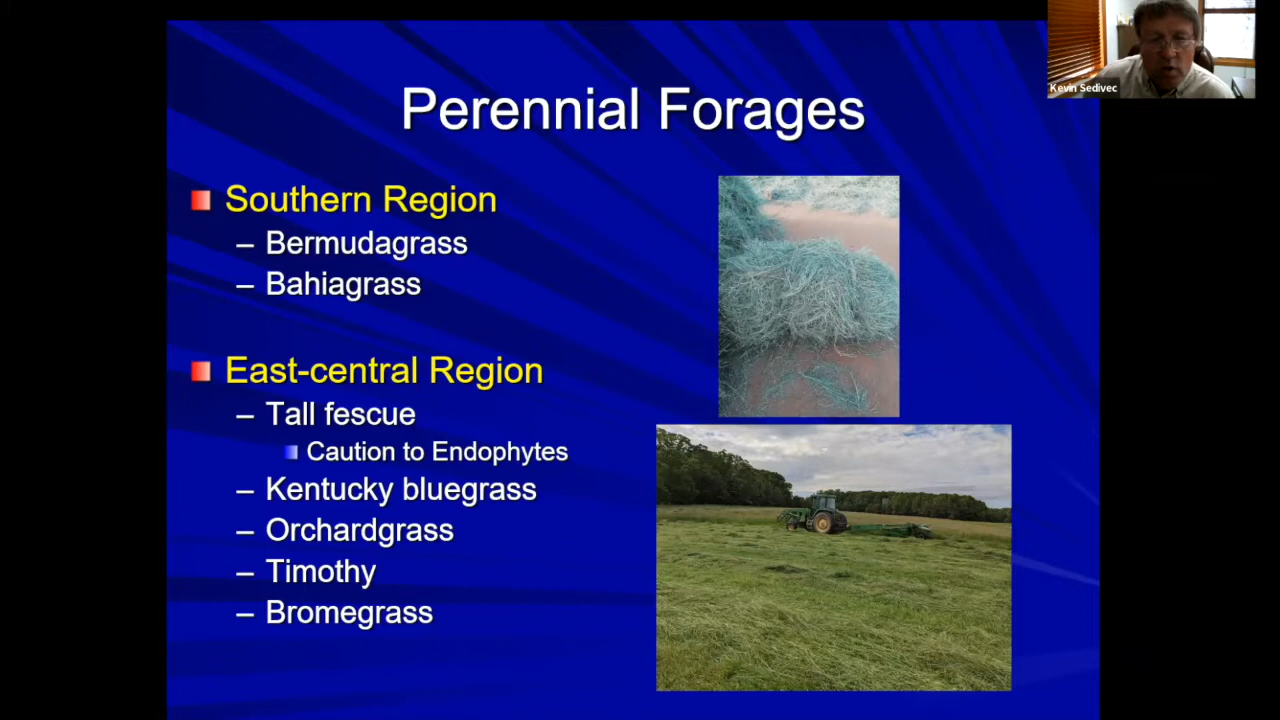 Perennial Forages
Southern Region
– Bermudagrass
– Bahiagrass
East-central Region
– Tall fescue
Caution to Endophytes
– Kentucky bluegrass
– Orchardgrass
– Timothy
– Bromegrass
Kevin Sedivec